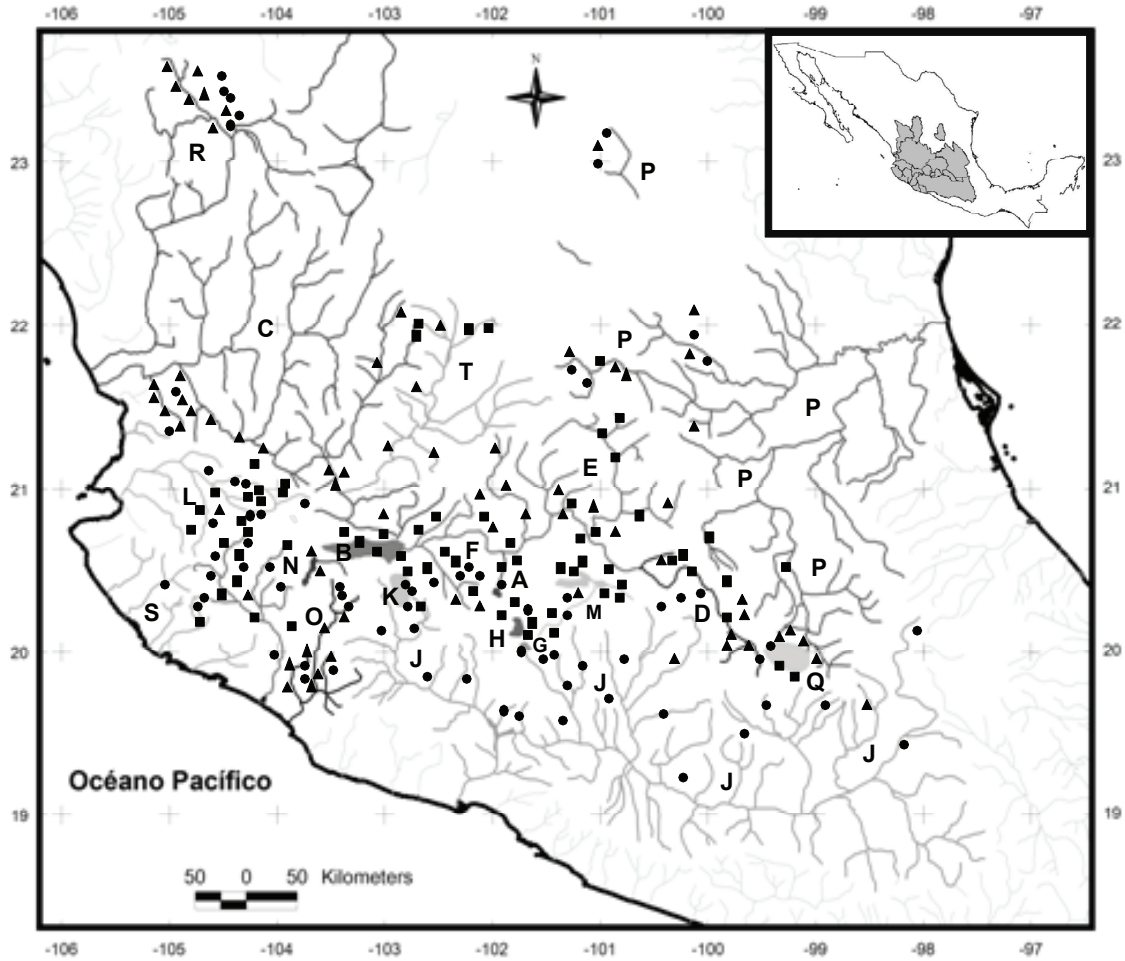 -106 -105 -104 -103 -102 -101 -100 -99 -98 -97
N
R
23 P 23
22 C P 22
T
P
E P
21 L 21
N B F A P
S K M D
O H G
20 J J Q 20
J
Océano Pacífico J
19 19
50 0 50 Kilometers
-106 -105 -104 -103 -102 -101 -100 -99 -98 -97